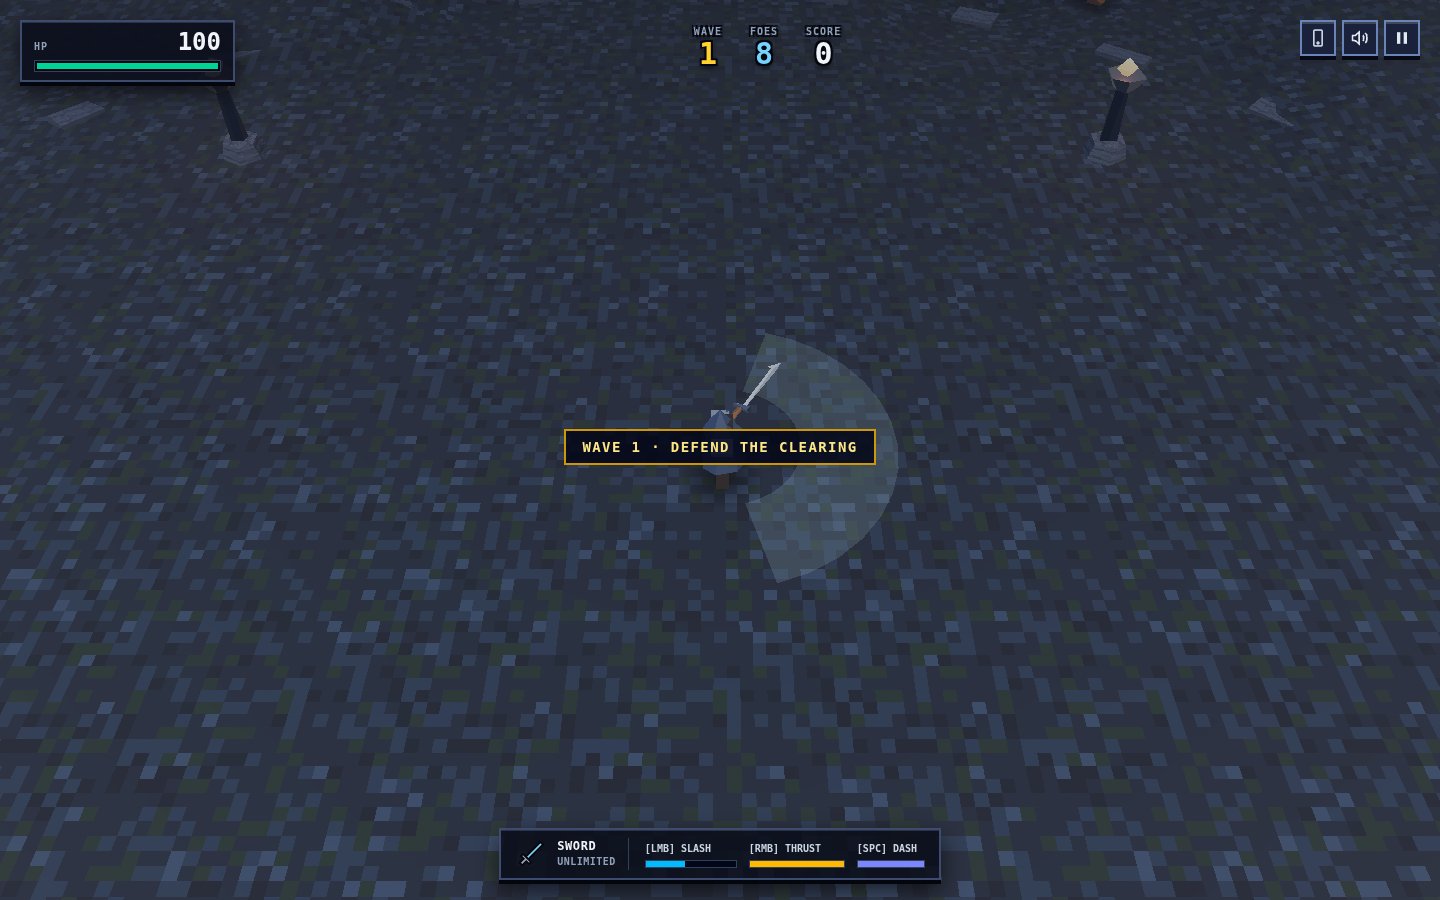 HP 100
WAVE FOES SCORE
1 8 0
WAVE 1 · DEFEND THE CLEARING
SWORD
UNLIMITED
[LMB] SLASH
[RMB] THRUST
[SPC] DASH